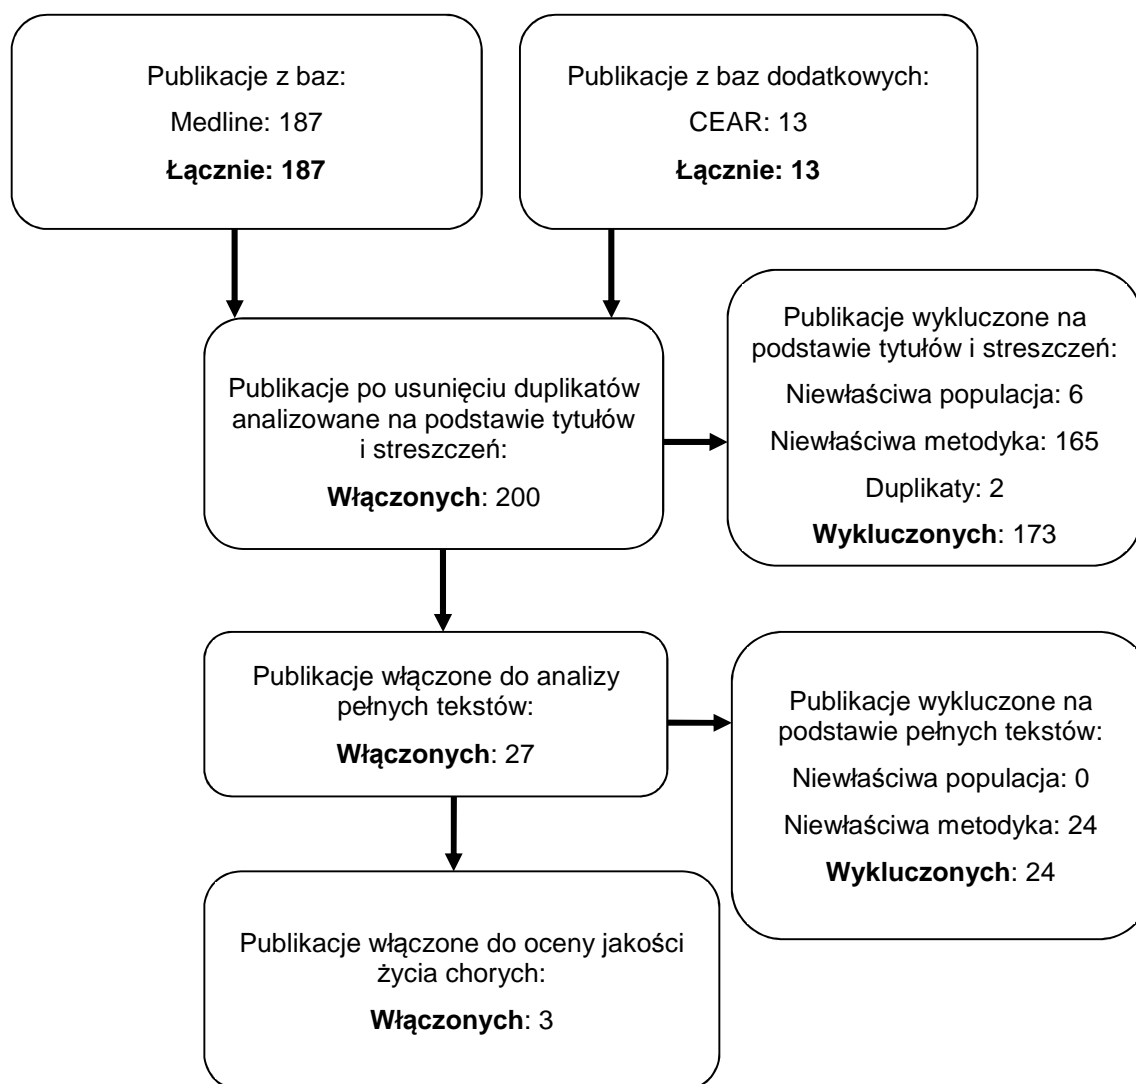 Publikacje z baz:
Medline: 187
Łącznie: 187
Publikacje z baz dodatkowych:
CEAR: 13
Łącznie: 13
Publikacje po usunięciu duplikatów
analizowane na podstawie tytułów
i streszczeń:
Włączonych: 200
Publikacje wykluczone na
podstawie tytułów i streszczeń:
Niewłaściwa populacja: 6
Niewłaściwa metodyka: 165
Duplikaty: 2
Wykluczonych: 173
Publikacje włączone do analizy
pełnych tekstów:
Włączonych: 27
Publikacje wykluczone na
podstawie pełnych tekstów:
Niewłaściwa populacja: 0
Niewłaściwa metodyka: 24
Wykluczonych: 24
Publikacje włączone do oceny jakości
życia chorych:
Włączonych: 3